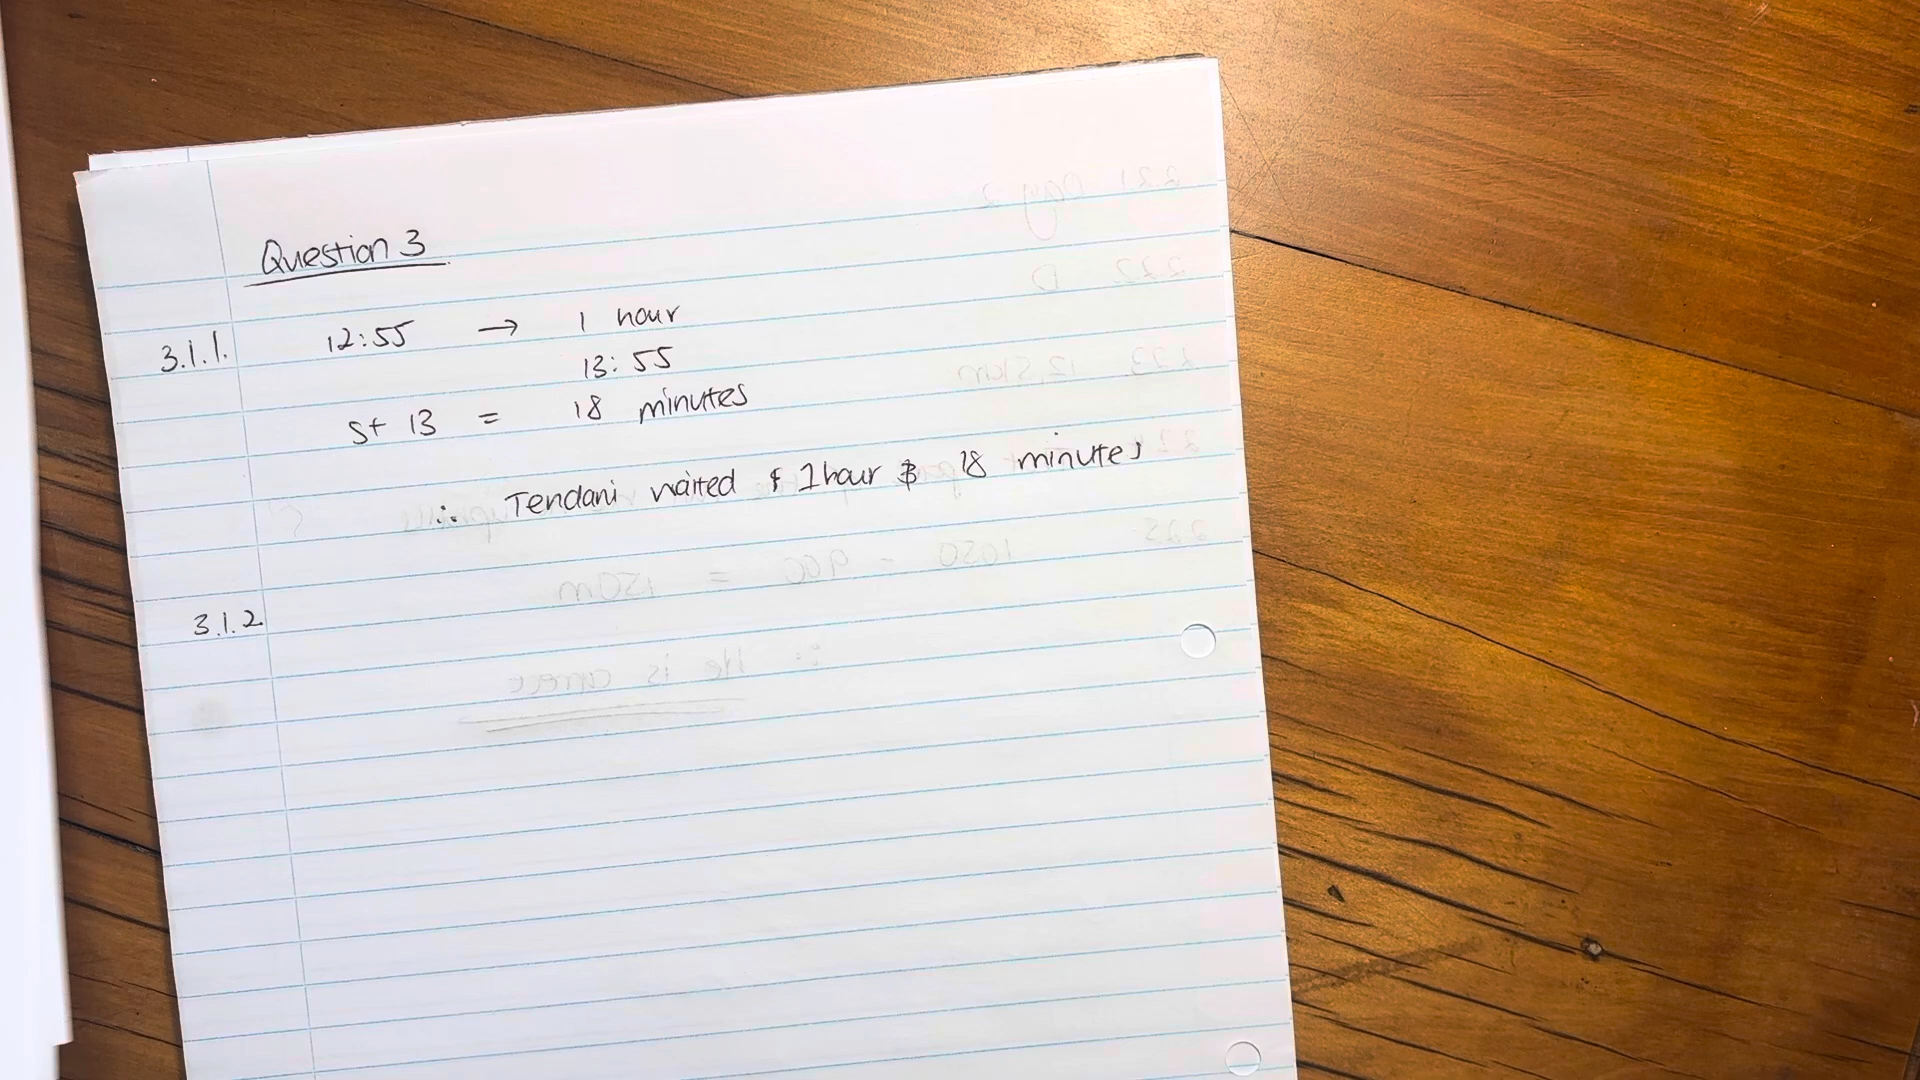 Question 3
3.1.1. 12:55 → 1 hour
13:55
St 13 = 18 minutes
∴ Tendani waited 1 hour 18 minutes
3.1.2